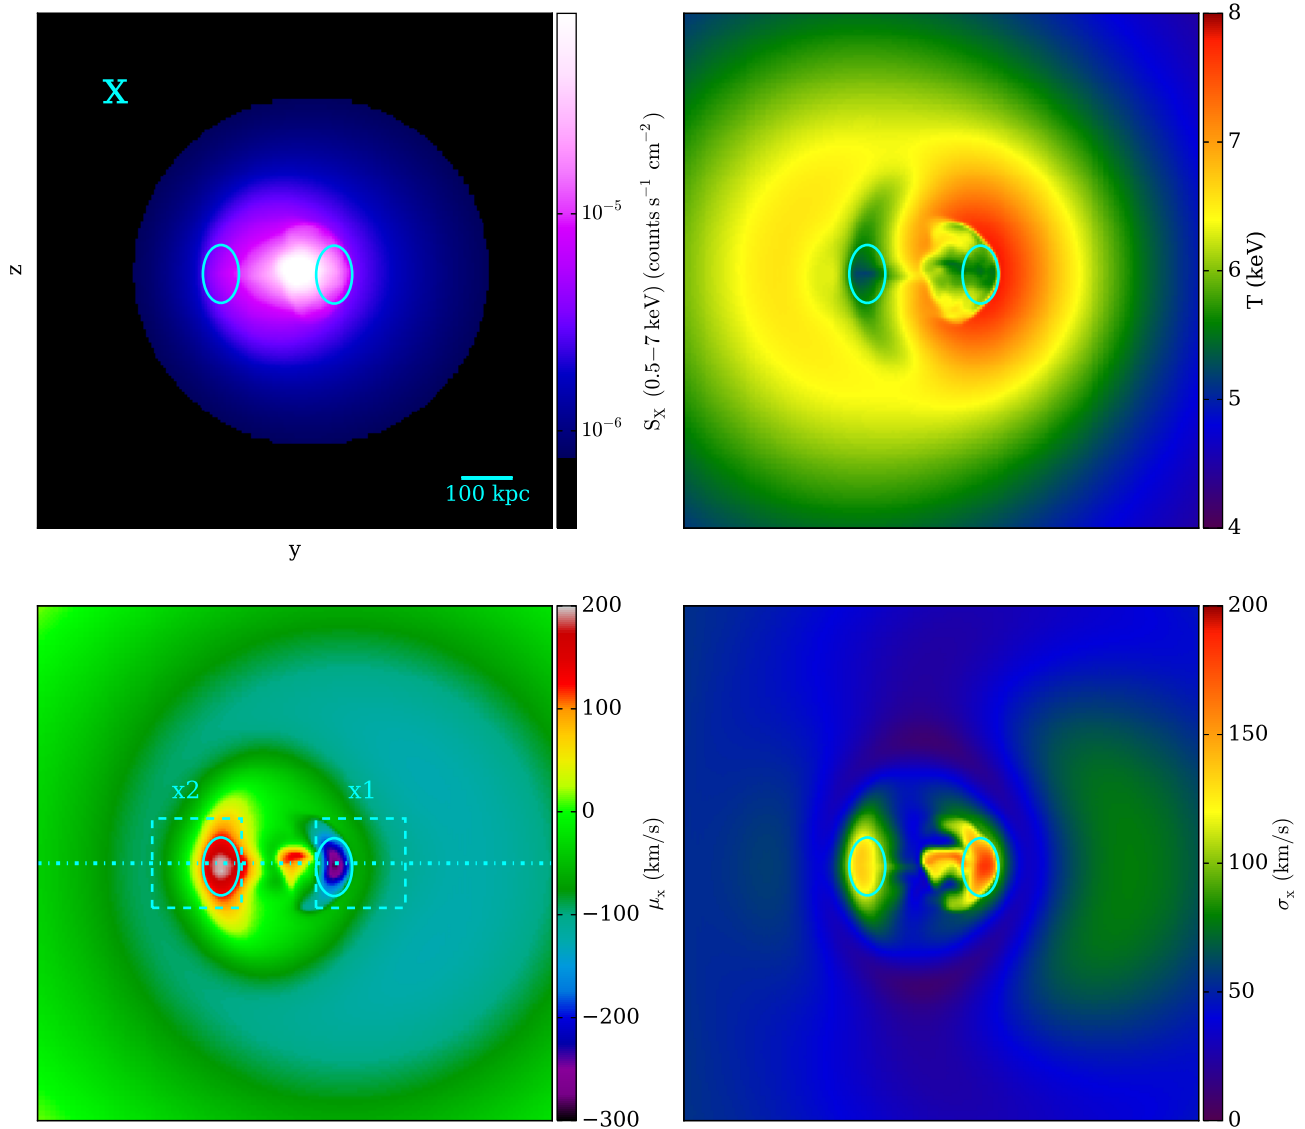 x
100 kpc
z
y
10⁻⁵
10⁻⁶
S_X (0.5−7 keV) (counts s⁻¹ cm⁻²)
8
7
6
5
4
T (keV)
x2
x1
200
100
0
−100
−200
−300
μ_x (km/s)
200
150
100
50
0
σ_x (km/s)